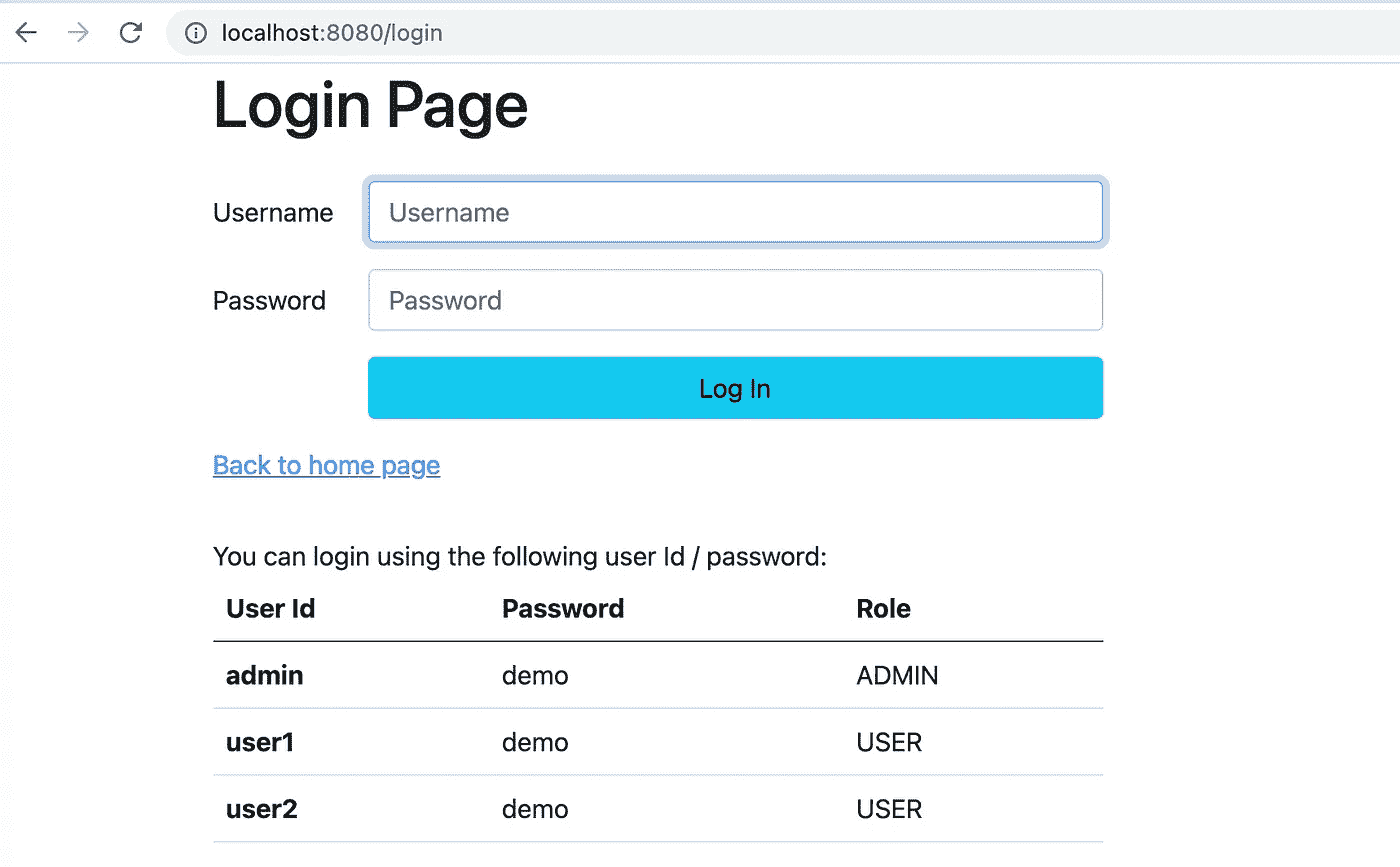 localhost:8080/login
Login Page
Username Username
Password Password
Log In
Back to home page
You can login using the following user Id / password:
User Id Password Role
admin demo ADMIN
user1 demo USER
user2 demo USER